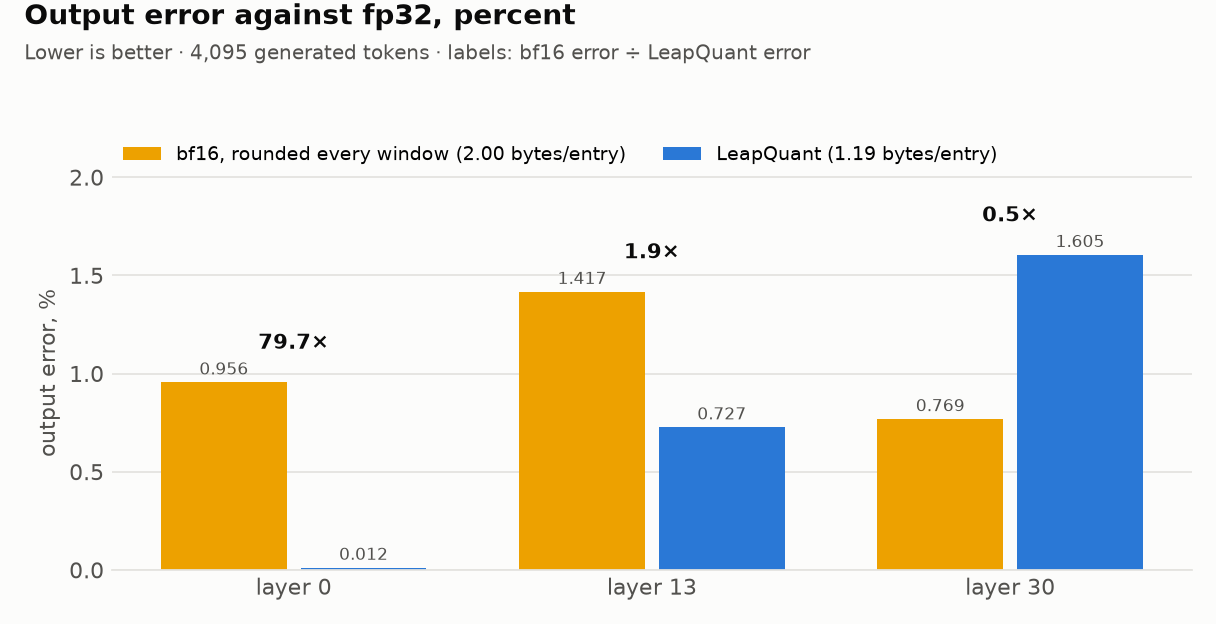 Output error against fp32, percent
Lower is better · 4,095 generated tokens · labels: bf16 error ÷ LeapQuant error
bf16, rounded every window (2.00 bytes/entry)
LeapQuant (1.19 bytes/entry)
output error, %
2.0
1.5
1.0
0.5
0.0
79.7×
0.956
0.012
1.9×
1.417
0.727
0.5×
0.769
1.605
layer 0
layer 13
layer 30